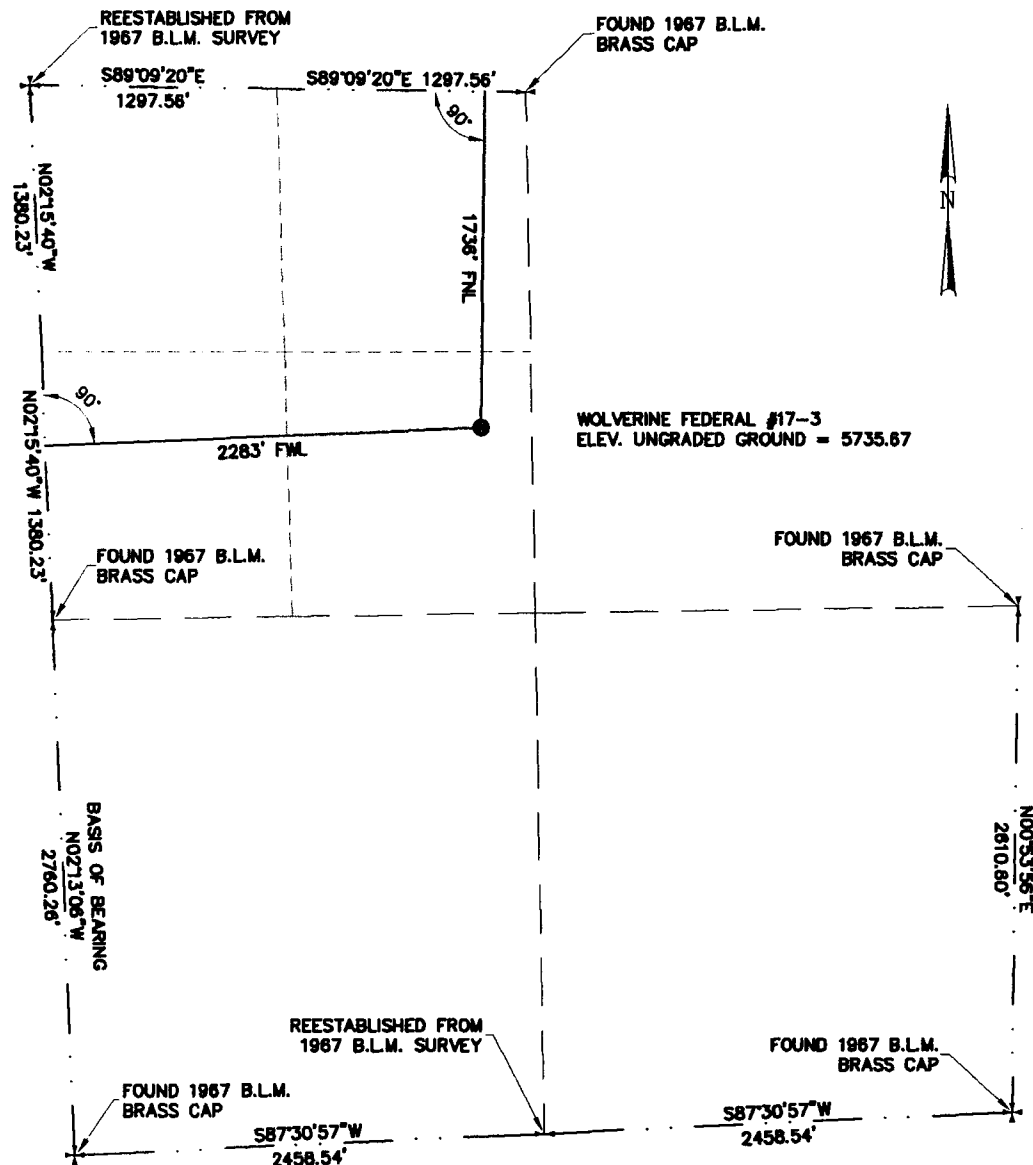 REESTABLISHED FROM
1967 B.L.M. SURVEY
FOUND 1967 B.L.M.
BRASS CAP
S89°09'20"E
1297.56'
S89°09'20"E 1297.56'
90°
N02°15'40"W
1380.23'
1736' FNL
N
90°
N02°15'40"W 1380.23'
2283' FWL
WOLVERINE FEDERAL #17-3
ELEV. UNGRADED GROUND = 5735.67
FOUND 1967 B.L.M.
BRASS CAP
FOUND 1967 B.L.M.
BRASS CAP
BASIS OF BEARING
N02°13'06"W
2760.26'
N00°53'56"E
2610.60'
REESTABLISHED FROM
1967 B.L.M. SURVEY
FOUND 1967 B.L.M.
BRASS CAP
FOUND 1967 B.L.M.
BRASS CAP
S87°30'57"W
2458.54'
S87°30'57"W
2458.54'